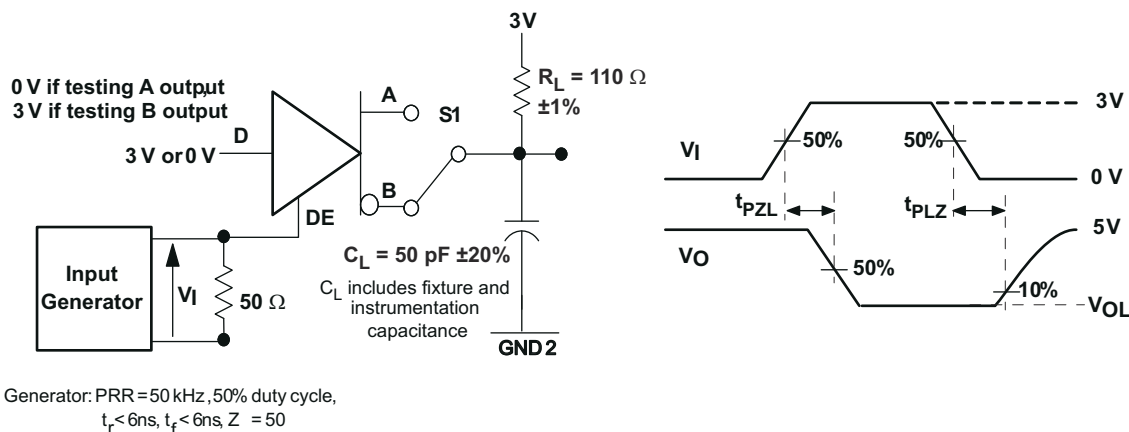 3V
R_L = 110 Ω
±1%
0 V if testing A output
3 V if testing B output
A
S1
D
3 V or 0 V
B
DE
C_L = 50 pF ±20%
C_L includes fixture and
instrumentation
capacitance
GND 2
Input
Generator
V_I
50 Ω
Generator: PRR = 50 kHz, 50% duty cycle,
t_r < 6ns, t_f < 6ns, Z = 50
3V
V_I
50%
50%
0 V
t_PZL
t_PLZ
5V
V_O
50%
10%
V_OL